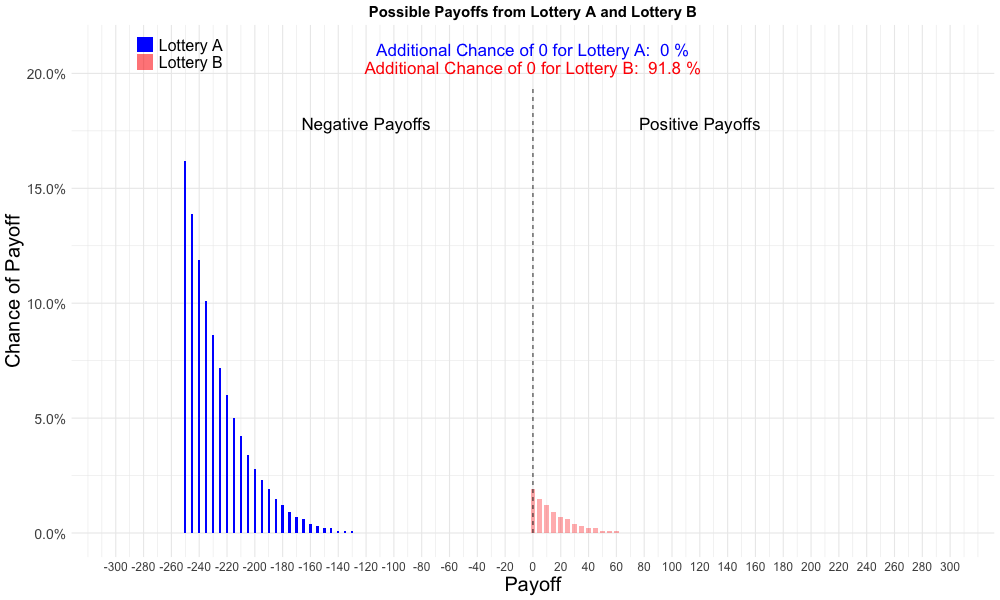 Possible Payoffs from Lottery A and Lottery B
Lottery A
Lottery B
Additional Chance of 0 for Lottery A:  0 %
Additional Chance of 0 for Lottery B:  91.8 %
Negative Payoffs
Positive Payoffs
Chance of Payoff
20.0%
15.0%
10.0%
5.0%
0.0%
-300 -280 -260 -240 -220 -200 -180 -160 -140 -120 -100 -80 -60 -40 -20 0 20 40 60 80 100 120 140 160 180 200 220 240 260 280 300
Payoff